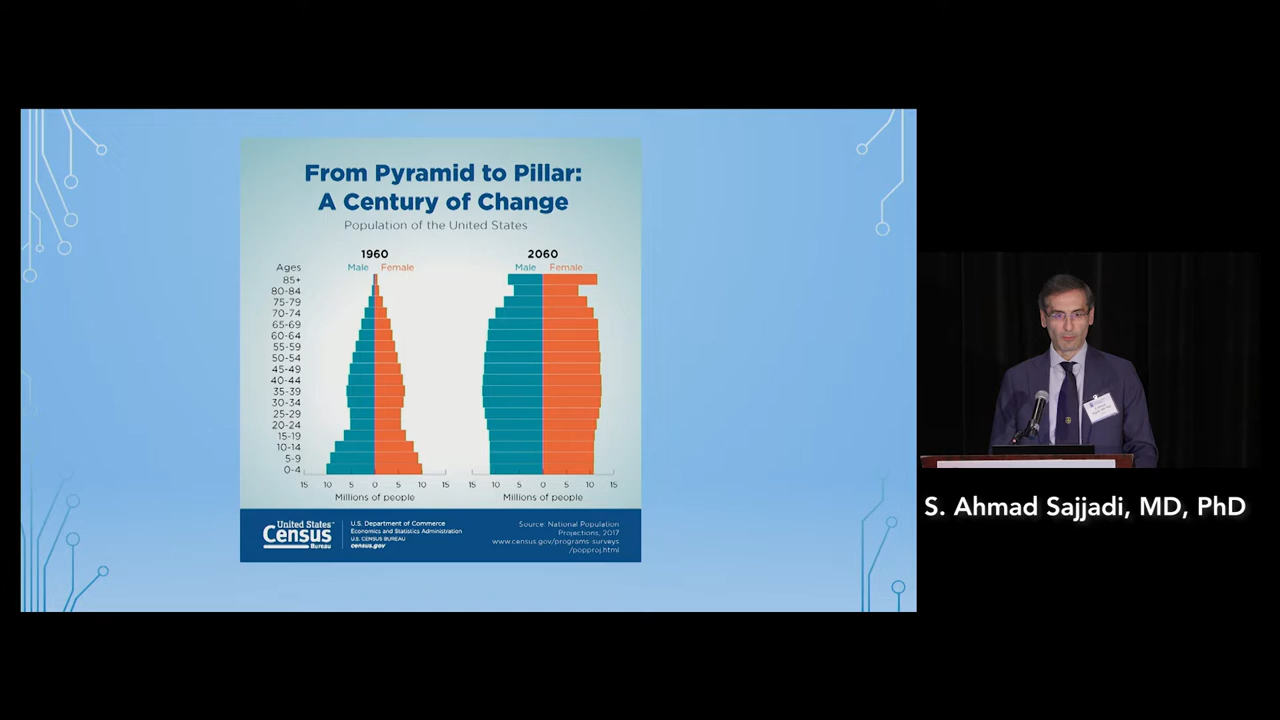 From Pyramid to Pillar:
A Century of Change
Population of the United States
1960
Male Female
2060
Male Female
Ages
85+
80-84
75-79
70-74
65-69
60-64
55-59
50-54
45-49
40-44
35-39
30-34
25-29
20-24
15-19
10-14
5-9
0-4
15 10 5 0 5 10 15
Millions of people
15 10 5 0 5 10 15
Millions of people
United States™
Census
Bureau
U.S. Department of Commerce
Economics and Statistics Administration
U.S. CENSUS BUREAU
census.gov
Source: National Population
Projections, 2017
www.census.gov/programs-surveys
/popproj.html
S. Ahmad Sajjadi, MD, PhD